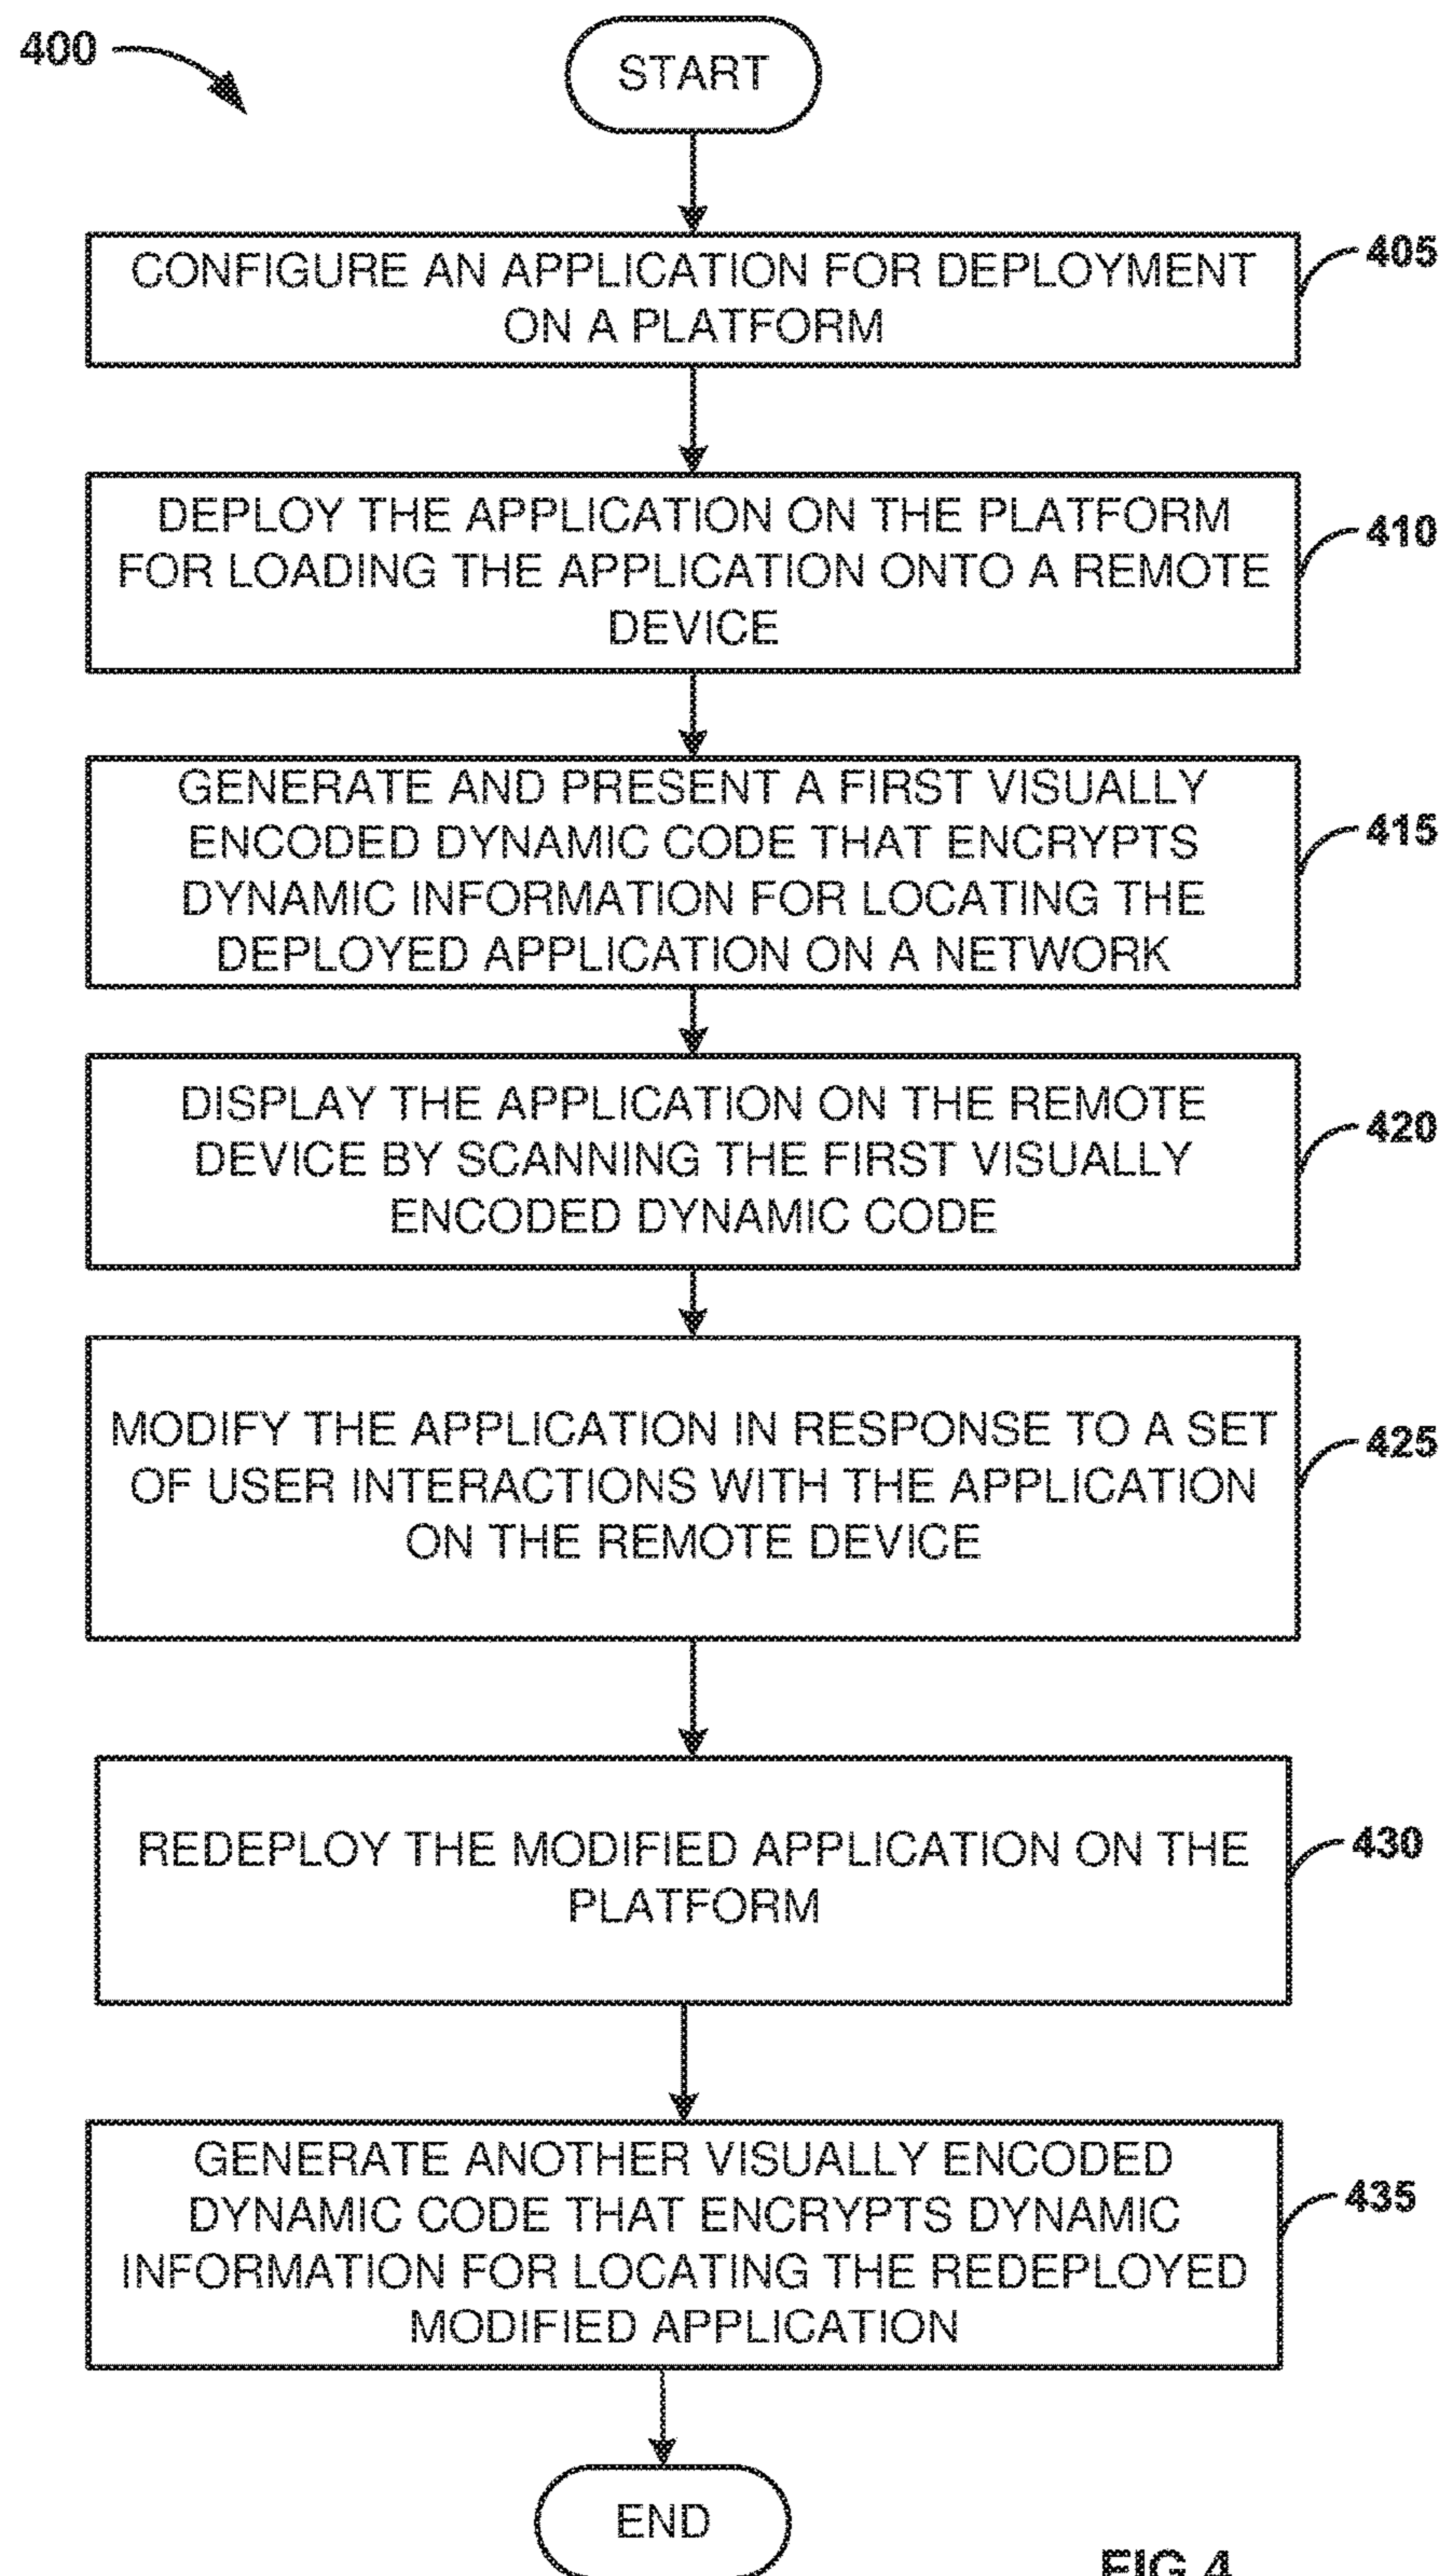 400
START
CONFIGURE AN APPLICATION FOR DEPLOYMENT
ON A PLATFORM
405
DEPLOY THE APPLICATION ON THE PLATFORM
FOR LOADING THE APPLICATION ONTO A REMOTE
DEVICE
410
GENERATE AND PRESENT A FIRST VISUALLY
ENCODED DYNAMIC CODE THAT ENCRYPTS
DYNAMIC INFORMATION FOR LOCATING THE
DEPLOYED APPLICATION ON A NETWORK
415
DISPLAY THE APPLICATION ON THE REMOTE
DEVICE BY SCANNING THE FIRST VISUALLY
ENCODED DYNAMIC CODE
420
MODIFY THE APPLICATION IN RESPONSE TO A SET
OF USER INTERACTIONS WITH THE APPLICATION
ON THE REMOTE DEVICE
425
REDEPLOY THE MODIFIED APPLICATION ON THE
PLATFORM
430
GENERATE ANOTHER VISUALLY ENCODED
DYNAMIC CODE THAT ENCRYPTS DYNAMIC
INFORMATION FOR LOCATING THE REDEPLOYED
MODIFIED APPLICATION
435
END
FIG 4